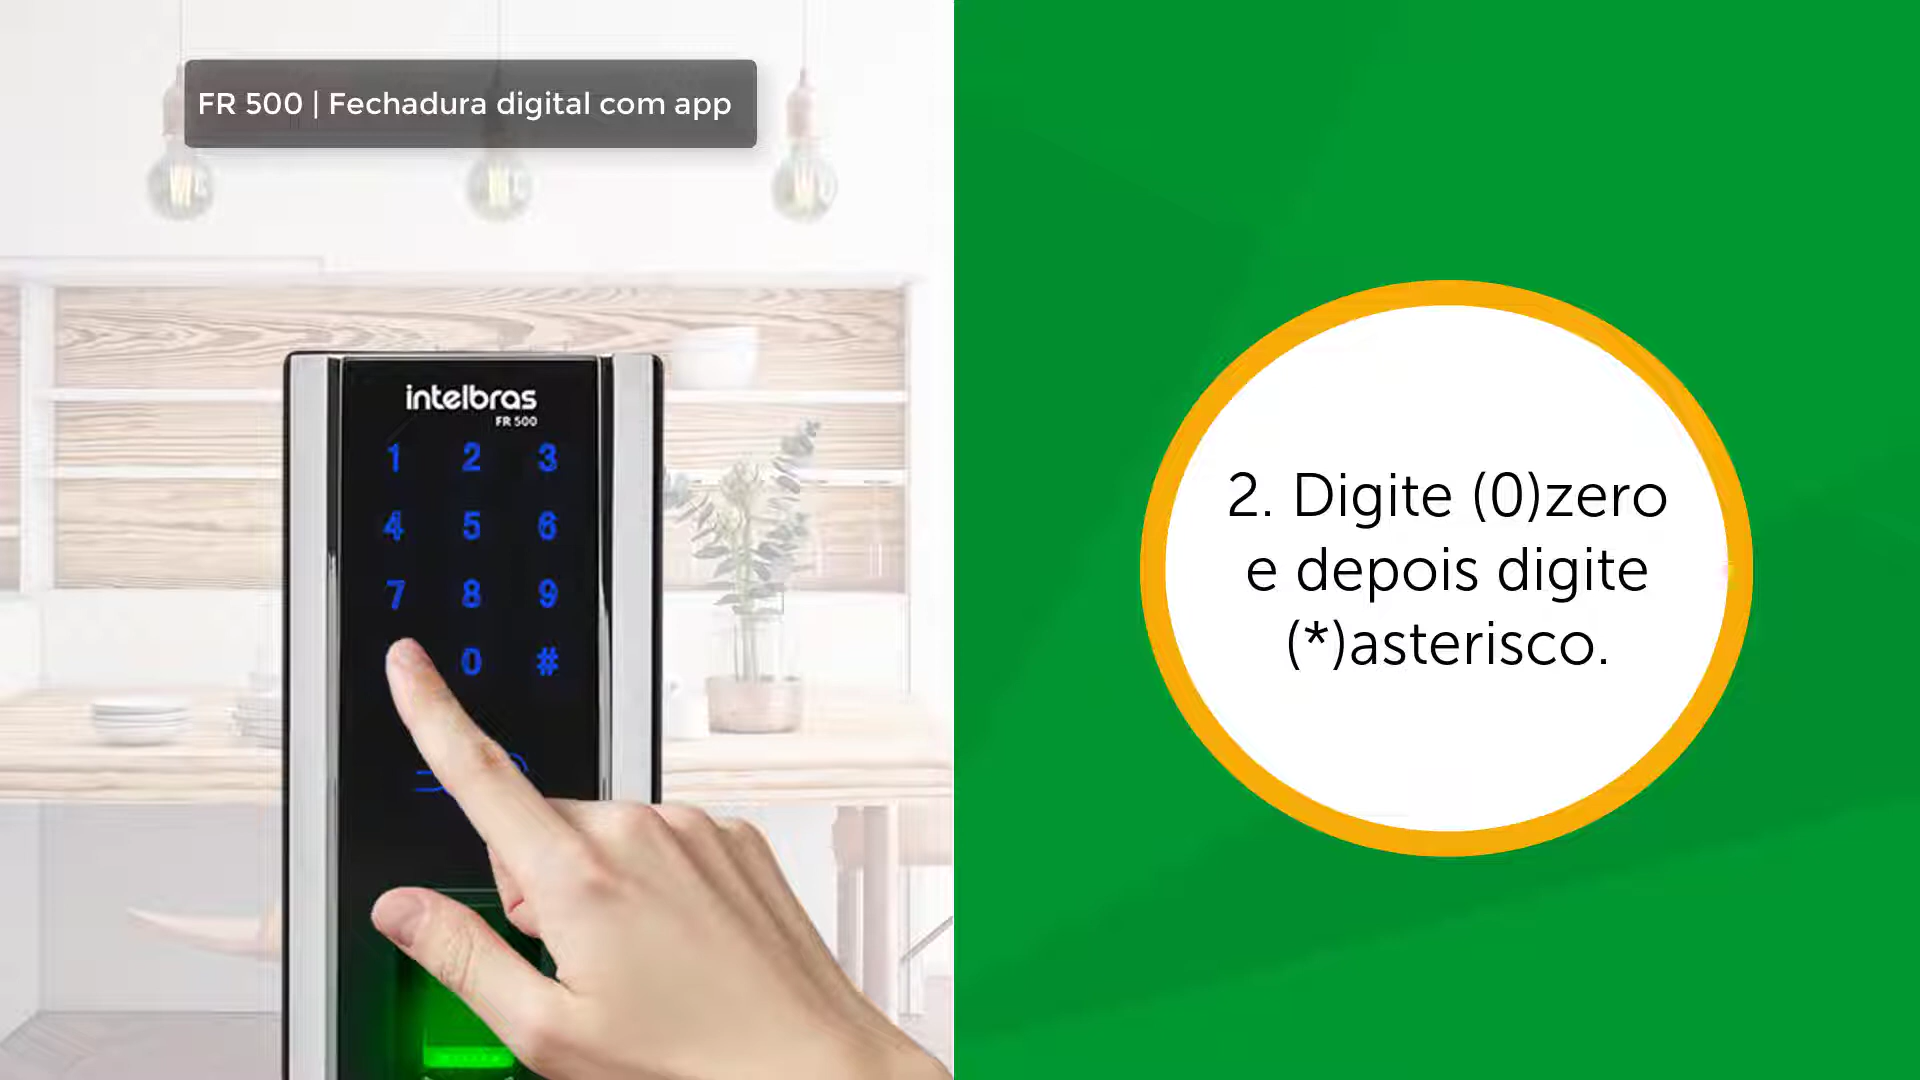 FR 500 | Fechadura digital com app
intelbras
FR 500
1 2 3
4 5 6
7 8 9
0 #
2. Digite (0)zero
e depois digite
(*)asterisco.